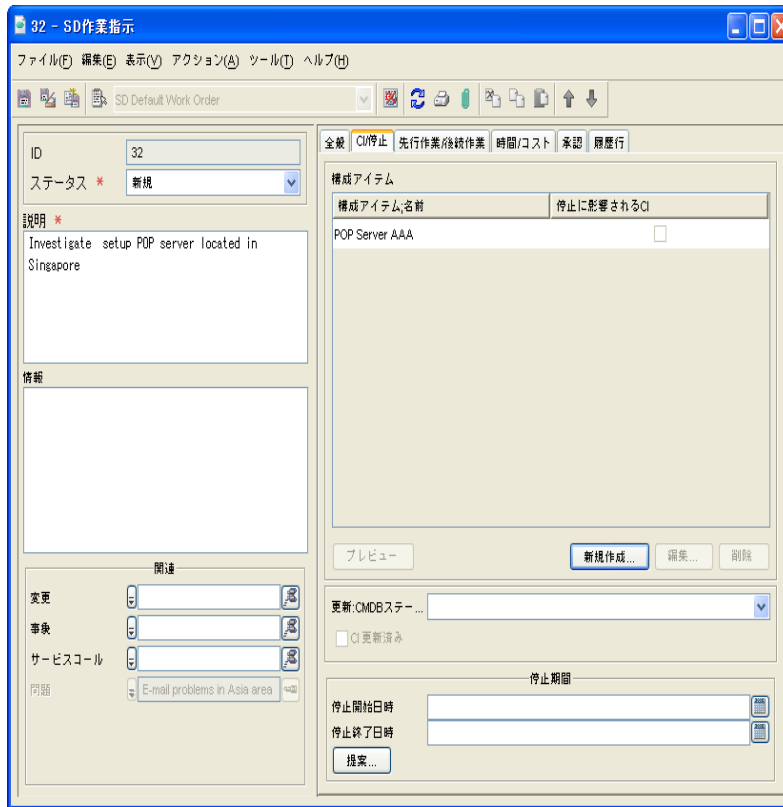 32 - SD作業指示
ファイル(F) 編集(E) 表示(V) アクション(A) ツール(T) ヘルプ(H)
SD Default Work Order
ID 32
ステータス * 新規
説明 *
Investigate setup POP server located in
Singapore
情報
関連
変更
事象
サービスコール
問題 E-mail problems in Asia area
全般 CI/停止 先行作業/後続作業 時間/コスト 承認 履歴行
構成アイテム
構成アイテム;名前 停止に影響されるCI
POP Server AAA
プレビュー 新規作成... 編集... 削除
更新:CMDBステー...
CI更新済み
停止期間
停止開始日時
停止終了日時
提案...